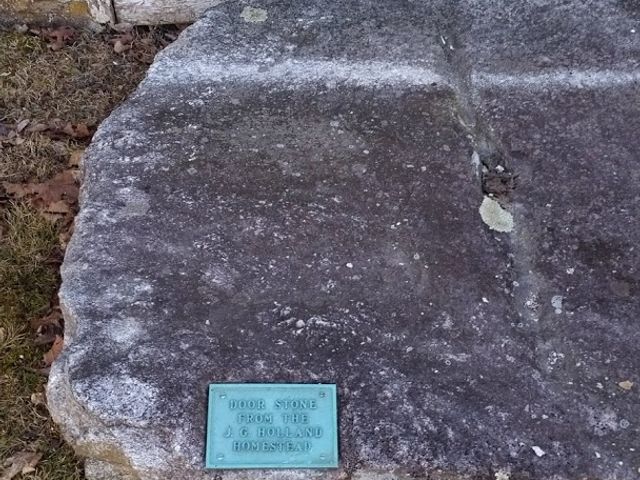 DOOR STONE
FROM THE
J. G. HOLLAND
HOMESTEAD